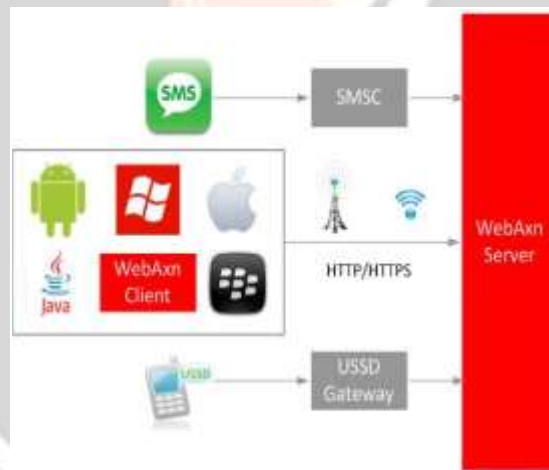 SMS
SMSC
WebAxn
Client
Java
HTTP/HTTPS
WebAxn
Server
USSD
USSD
Gateway